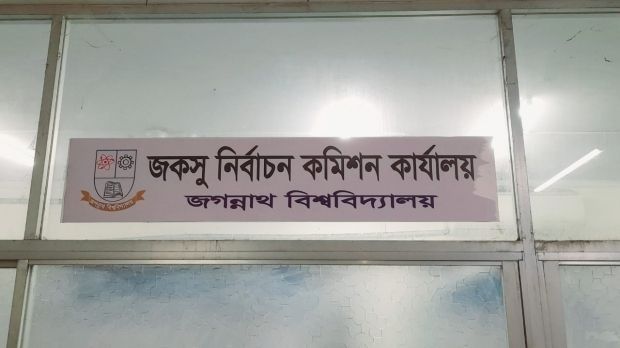 জকসু নির্বাচন কমিশন কার্যালয়
জগন্নাথ বিশ্ববিদ্যালয়